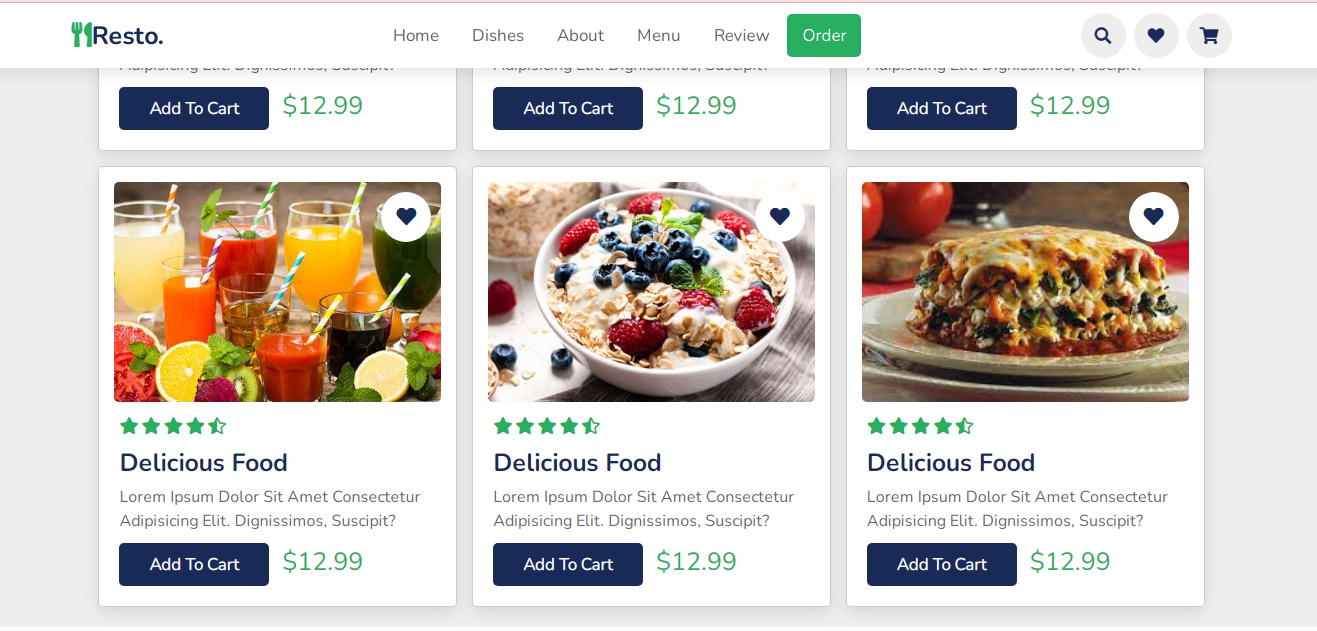 Resto.
Home Dishes About Menu Review Order
Adipisicing Elit. Dignissimos, Suscipit? Adipisicing Elit. Dignissimos, Suscipit? Adipisicing Elit. Dignissimos, Suscipit?
Add To Cart $12.99 Add To Cart $12.99 Add To Cart $12.99
Delicious Food
Lorem Ipsum Dolor Sit Amet Consectetur
Adipisicing Elit. Dignissimos, Suscipit?
Add To Cart $12.99
Delicious Food
Lorem Ipsum Dolor Sit Amet Consectetur
Adipisicing Elit. Dignissimos, Suscipit?
Add To Cart $12.99
Delicious Food
Lorem Ipsum Dolor Sit Amet Consectetur
Adipisicing Elit. Dignissimos, Suscipit?
Add To Cart $12.99